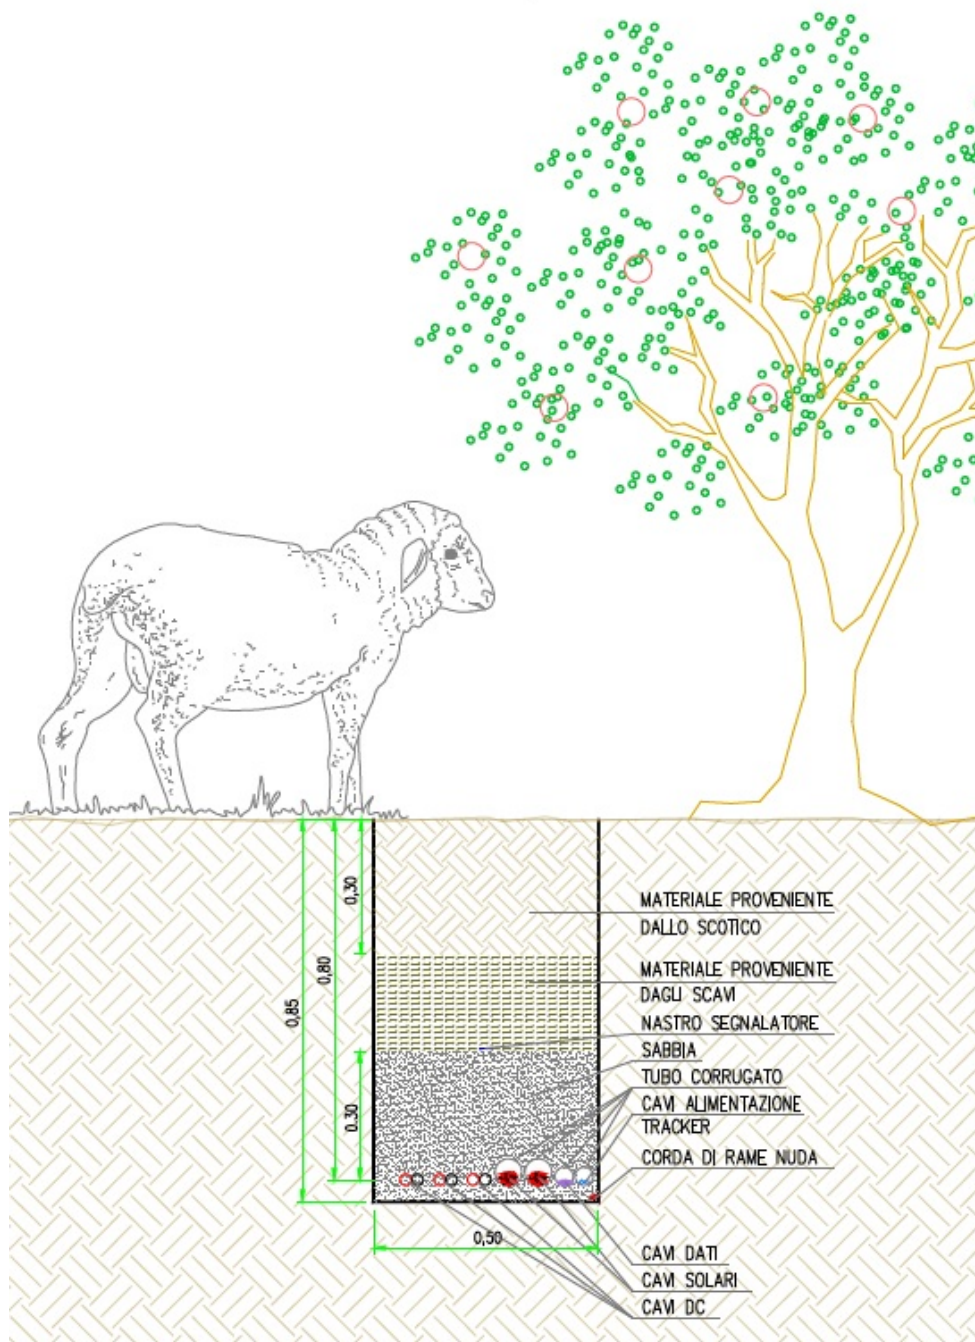 0,30
0,80
0,85
0.30
0,50
MATERIALE PROVENIENTE
DALLO SCOTICO
MATERIALE PROVENIENTE
DAGLI SCAVI
NASTRO SEGNALATORE
SABBIA
TUBO CORRUGATO
CAVI ALIMENTAZIONE
TRACKER
CORDA DI RAME NUDA
CAVI DATI
CAVI SOLARI
CAVI DC